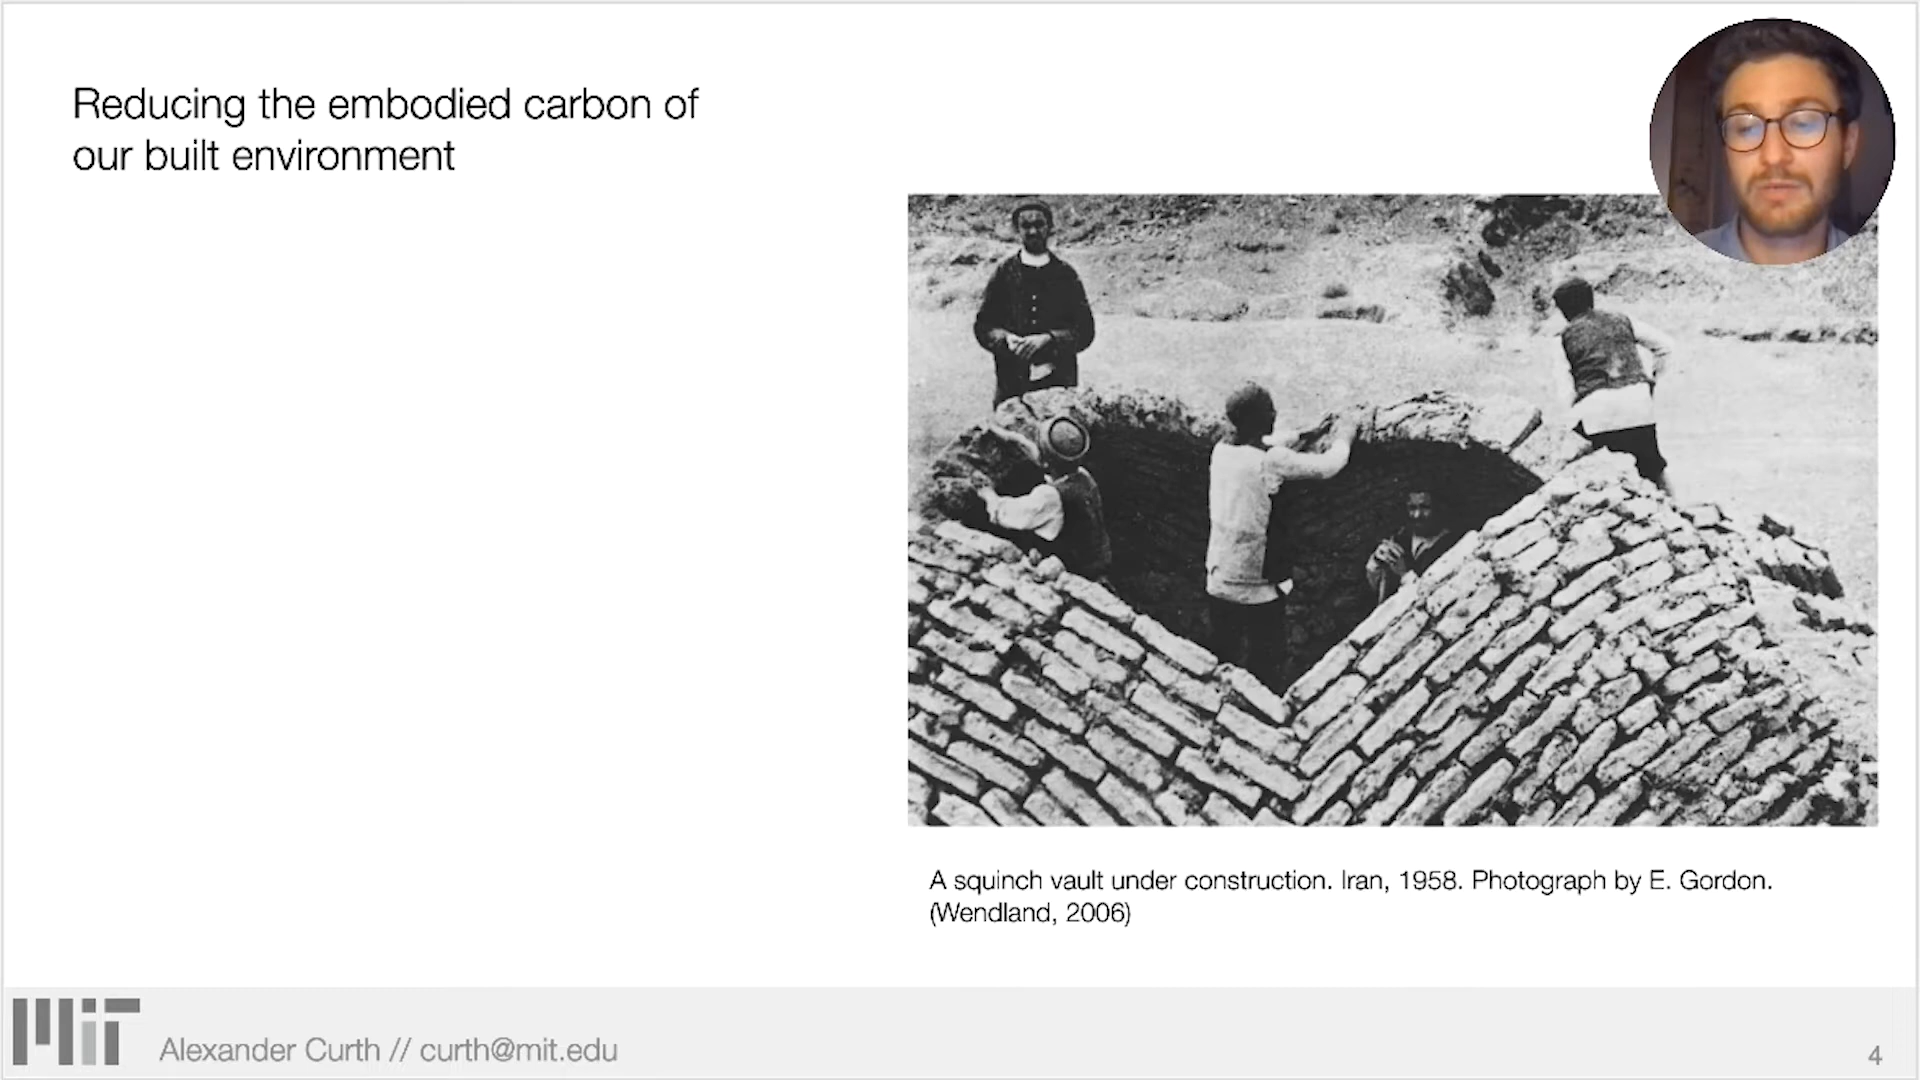 Reducing the embodied carbon of
our built environment
A squinch vault under construction. Iran, 1958. Photograph by E. Gordon.
(Wendland, 2006)
MIT
Alexander Curth // curth@mit.edu
4